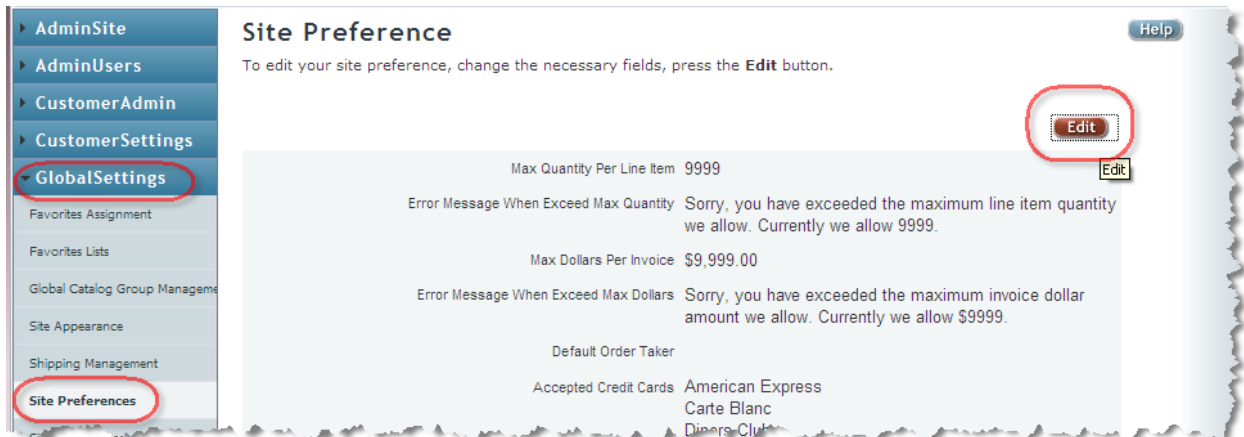 AdminSite
AdminUsers
CustomerAdmin
CustomerSettings
GlobalSettings
Favorites Assignment
Favorites Lists
Global Catalog Group Manageme
Site Appearance
Shipping Management
Site Preferences
Site Preference
Help
To edit your site preference, change the necessary fields, press the Edit button.
Edit
Edit
Max Quantity Per Line Item 9999
Error Message When Exceed Max Quantity Sorry, you have exceeded the maximum line item quantity
we allow. Currently we allow 9999.
Max Dollars Per Invoice $9,999.00
Error Message When Exceed Max Dollars Sorry, you have exceeded the maximum invoice dollar
amount we allow. Currently we allow $9999.
Default Order Taker
Accepted Credit Cards American Express
Carte Blanc
Diners Club